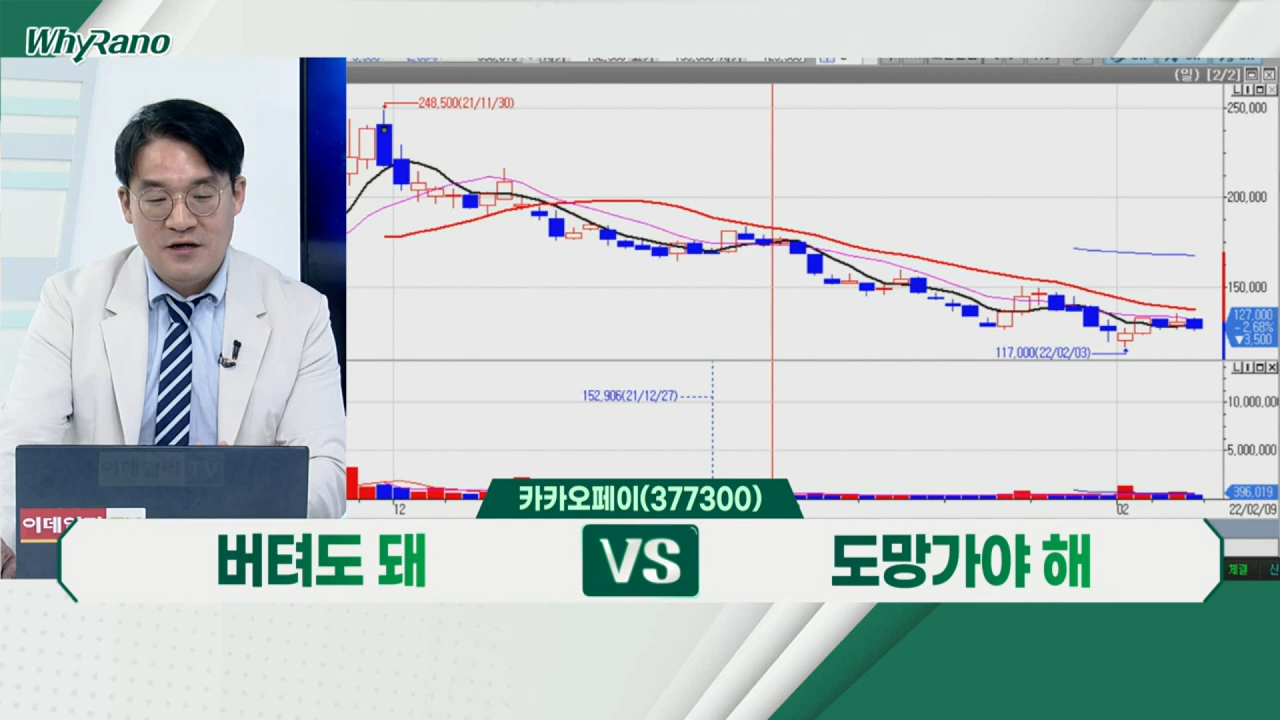 WhyRano
(일) [2/2]
248,500(21/11/30)
250,000
200,000
150,000
127,000
-2,68%
▼3,500
117,000(22/02/03)
152,906(21/12/27)
10,000,000
5,000,000
396,019
12
02
22/02/09
이데일리 TV
카카오페이(377300)
버텨도 돼
VS
도망가야 해
체결